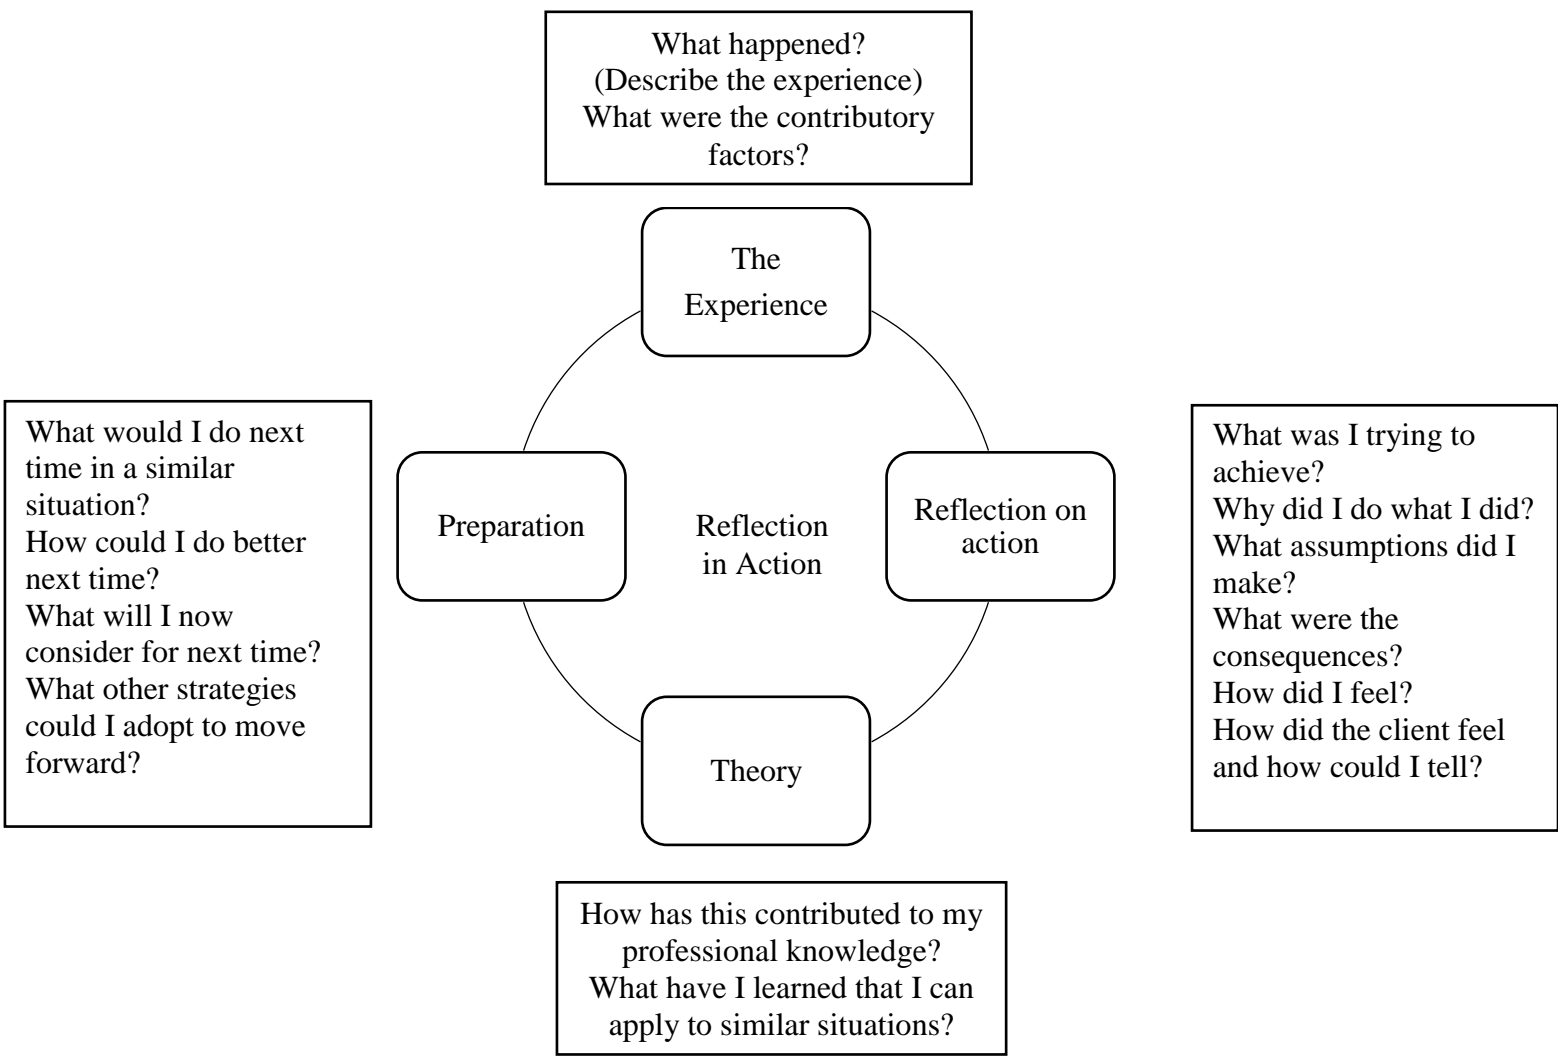 What happened?
(Describe the experience)
What were the contributory
factors?
The
Experience
What would I do next
time in a similar
situation?
How could I do better
next time?
What will I now
consider for next time?
What other strategies
could I adopt to move
forward?
Preparation
Reflection
in Action
Reflection on
action
What was I trying to
achieve?
Why did I do what I did?
What assumptions did I
make?
What were the
consequences?
How did I feel?
How did the client feel
and how could I tell?
Theory
How has this contributed to my
professional knowledge?
What have I learned that I can
apply to similar situations?